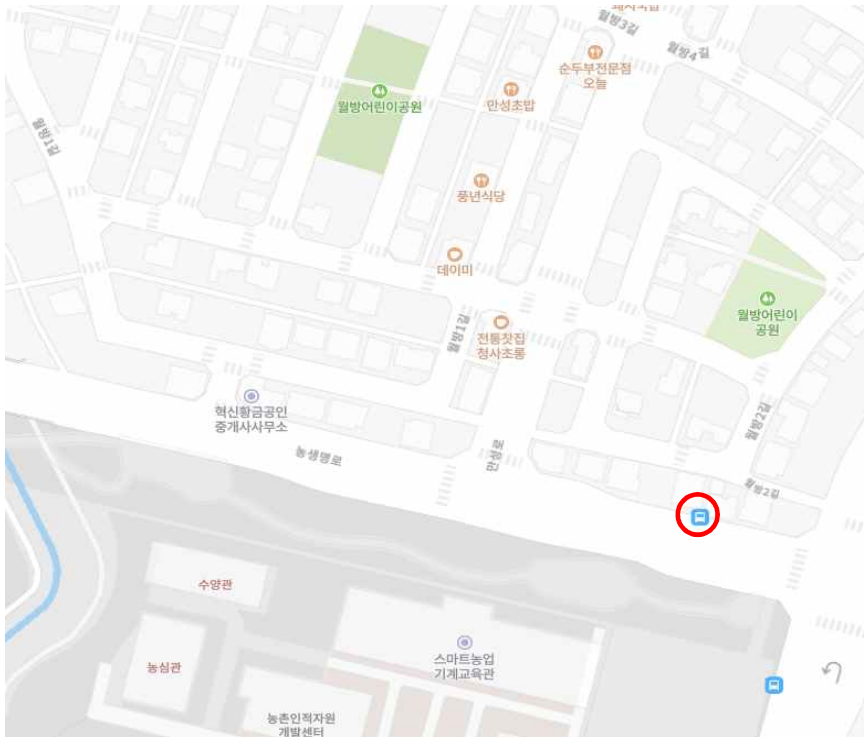 월방3길
월방4길
순두부전문점
오늘
만성초밥
월방어린이공원
월방1길
풍년식당
데이미
월방어린이
공원
월방1길
전통찻집
청사초롱
혁신황금공인
중개사사무소
월방2길
만성로
농생명로
월방2길
수양관
스마트농업
기계교육관
농심관
농촌인적자원
개발센터